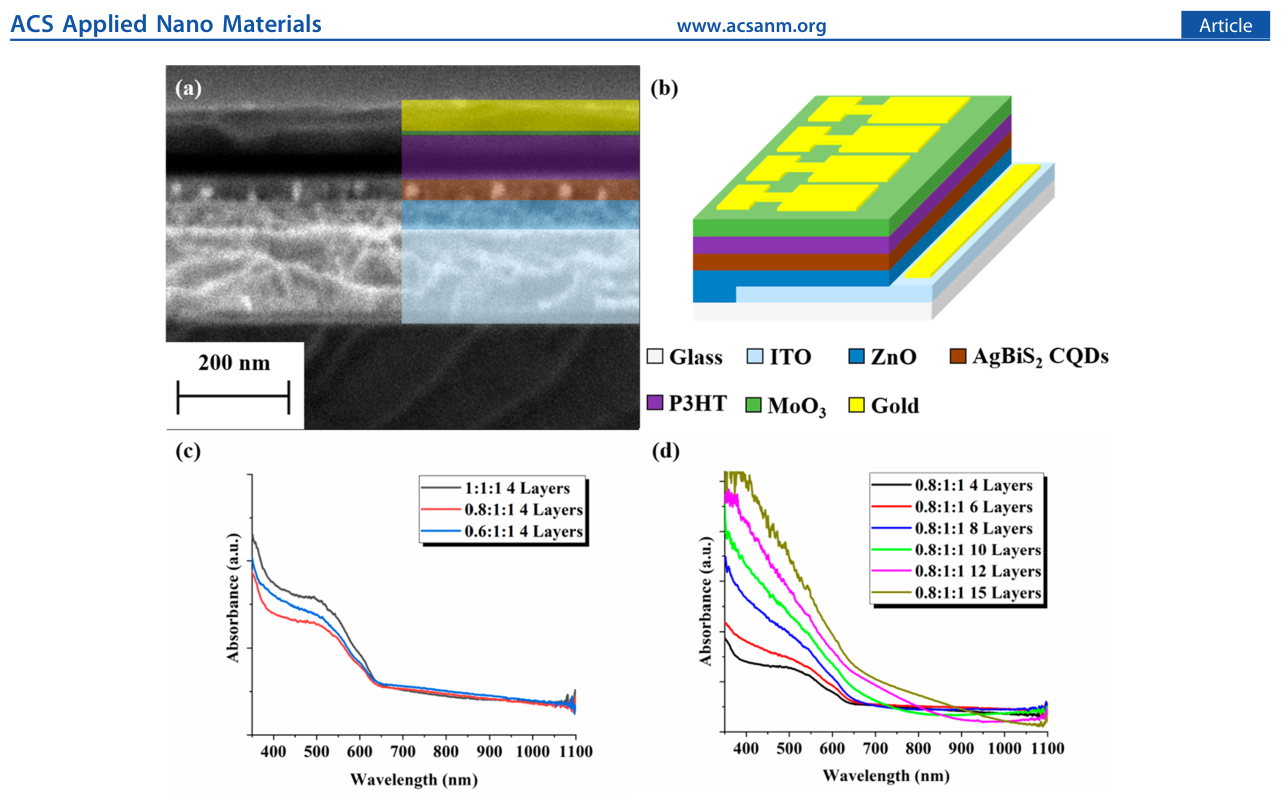 ACS Applied Nano Materials www.acsanm.org Article
(a)
200 nm
(b)
Glass ITO ZnO AgBiS₂ CQDs
P3HT MoO₃ Gold
(c)
1:1:1 4 Layers
0.8:1:1 4 Layers
0.6:1:1 4 Layers
Absorbance (a.u.)
400 500 600 700 800 900 1000 1100
Wavelength (nm)
(d)
0.8:1:1 4 Layers
0.8:1:1 6 Layers
0.8:1:1 8 Layers
0.8:1:1 10 Layers
0.8:1:1 12 Layers
0.8:1:1 15 Layers
Absorbance (a.u.)
400 500 600 700 800 900 1000 1100
Wavelength (nm)